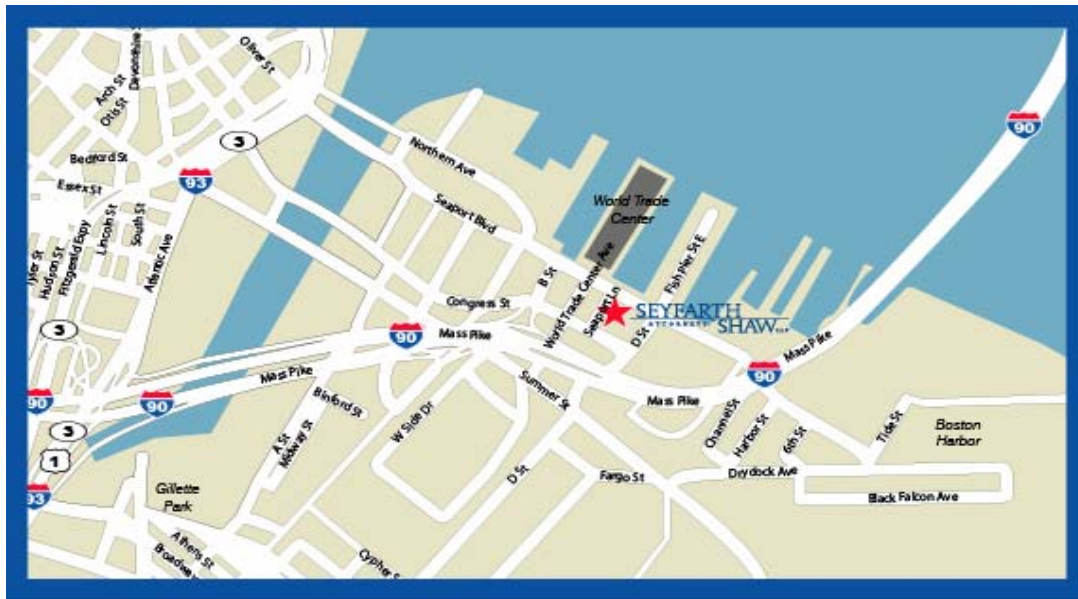 Oliver St
Devonshire S
Arch St
Otis St
3
90
Bedford St
Northern Ave
93
Essex St
Seaport Blvd
World Trade
Center
Lincoln St
South St
Fitzgerald Expy
Hudson St
Tyler St
Atlantic Ave
B St
World Trade Center Ave
Seaport Ln
Fish Pier St E
Congress St
SEYFARTH
ATTORNEYS
SHAW LLP
3
90
Mass Pike
D St
Mass Pike
90
Mass Pike
Summer St
Mass Pike
90
90
Binford St
W Side Dr
A St
Midway St
Channel St
Harbor St
6th St
Tide St
Boston
Harbor
3
1
93
D St
Fargo St
Drydock Ave
Black Falcon Ave
Gillette
Park
Athens St
Broadwa
Cypher S